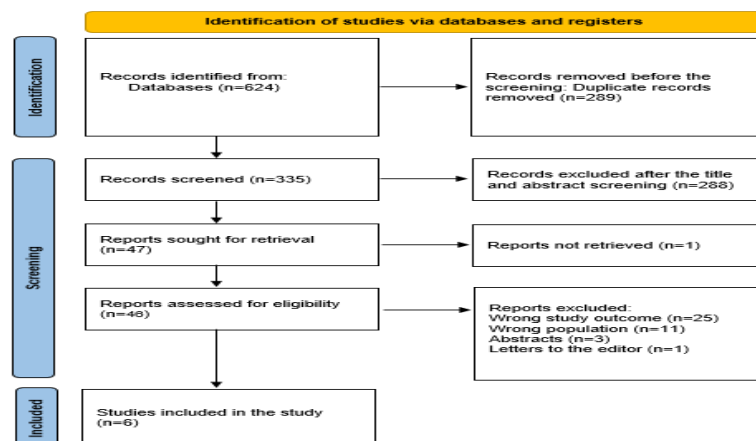 Identification of studies via databases and registers
Identification
Records identified from:
Databases (n=624)
Records removed before the
screening: Duplicate records
removed (n=289)
Screening
Records screened (n=335)
Records excluded after the title
and abstract screening (n=288)
Reports sought for retrieval
(n=47)
Reports not retrieved (n=1)
Reports assessed for eligibility
(n=46)
Reports excluded:
Wrong study outcome (n=25)
Wrong population (n=11)
Abstracts (n=3)
Letters to the editor (n=1)
Included
Studies included in the study
(n=6)